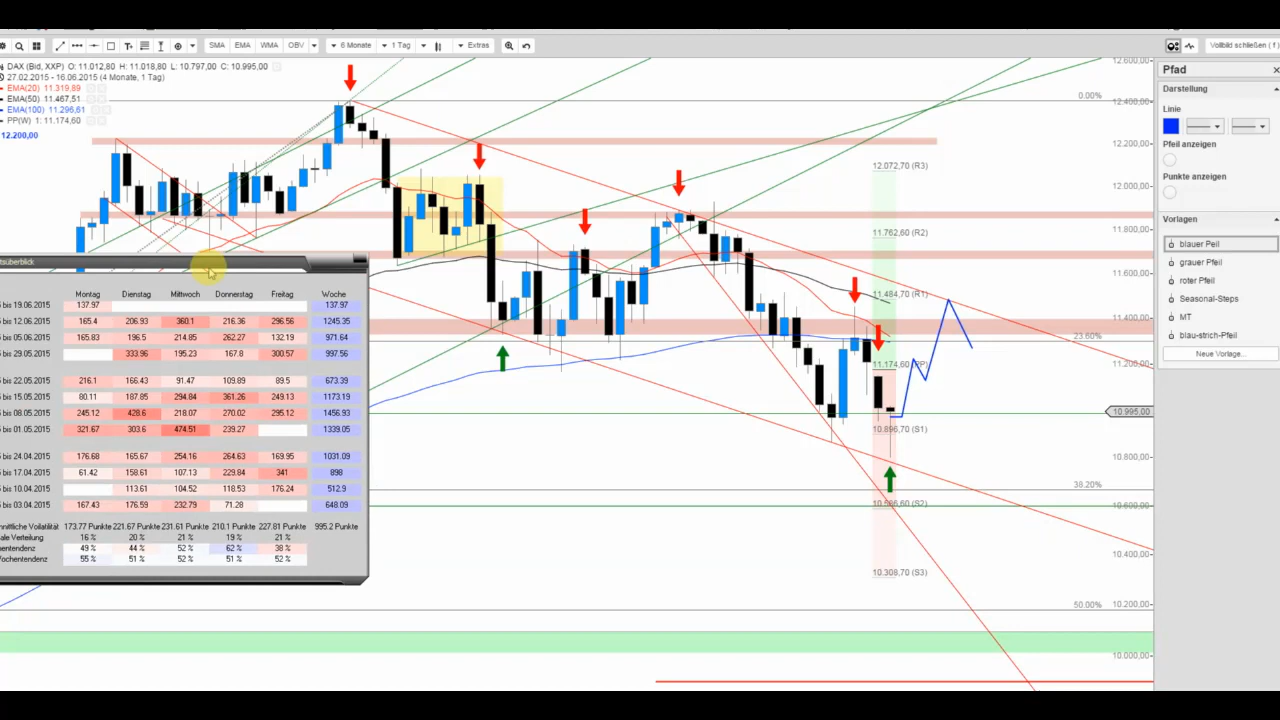 SMA EMA WMA OBV 6 Monate 1 Tag Extras Vollbild schließen (f)
DAX (Bid, XXP) O: 11.012,80 H: 11.018,80 L: 10.797,00 C: 10.995,00
27.02.2015 - 16.06.2015 (4 Monate, 1 Tag)
EMA(20) 11.319,89
EMA(50) 11.467,51
EMA(100) 11.296,61
PP(W) 1: 11.174,60
12.200,00
12.600,00
0.00%
12.400,00
12.200,00
12.072,70 (R3)
12.000,00
11.762,60 (R2)
11.800,00
11.600,00
11.484,70 (R1)
11.400,00
23.60%
11.174,60 (PP)
11.200,00
10.995,00
10.896,70 (S1)
10.800,00
38.20%
10.586,60 (S2)
10.600,00
10.400,00
10.308,70 (S3)
50.00%
10.200,00
10.000,00
Pfad
Darstellung
Linie
Pfeil anzeigen
Punkte anzeigen
Vorlagen
blauer Peil
grauer Pfeil
roter Pfeil
Seasonal-Steps
MT
blau-strich-Pfeil
Neue Vorlage...
tsüberblick
Montag Dienstag Mittwoch Donnerstag Freitag Woche
bis 19.06.2015 137.97 137.97
bis 12.06.2015 165.4 206.93 360.1 216.36 296.56 1245.35
bis 05.06.2015 165.83 196.5 214.85 262.27 132.19 971.64
bis 29.05.2015 333.96 195.23 167.8 300.57 997.56
bis 22.05.2015 216.1 166.43 91.47 109.89 89.5 673.39
bis 15.05.2015 80.11 187.85 294.84 361.26 249.13 1173.19
bis 08.05.2015 245.12 428.6 218.07 270.02 295.12 1456.93
bis 01.05.2015 321.67 303.6 474.51 239.27 1339.05
bis 24.04.2015 176.68 165.67 254.16 264.63 169.95 1031.09
bis 17.04.2015 61.42 158.61 107.13 229.84 341 898
bis 10.04.2015 113.61 104.52 118.53 176.24 512.9
bis 03.04.2015 167.43 176.59 232.79 71.28 648.09
hnittliche Volatilität 173.77 Punkte 221.67 Punkte 231.61 Punkte 210.1 Punkte 227.81 Punkte 995.2 Punkte
ale Verteilung 16 % 20 % 21 % 19 % 21 %
hentendenz 49 % 44 % 52 % 62 % 38 %
Wochentendenz 55 % 51 % 52 % 51 % 52 %